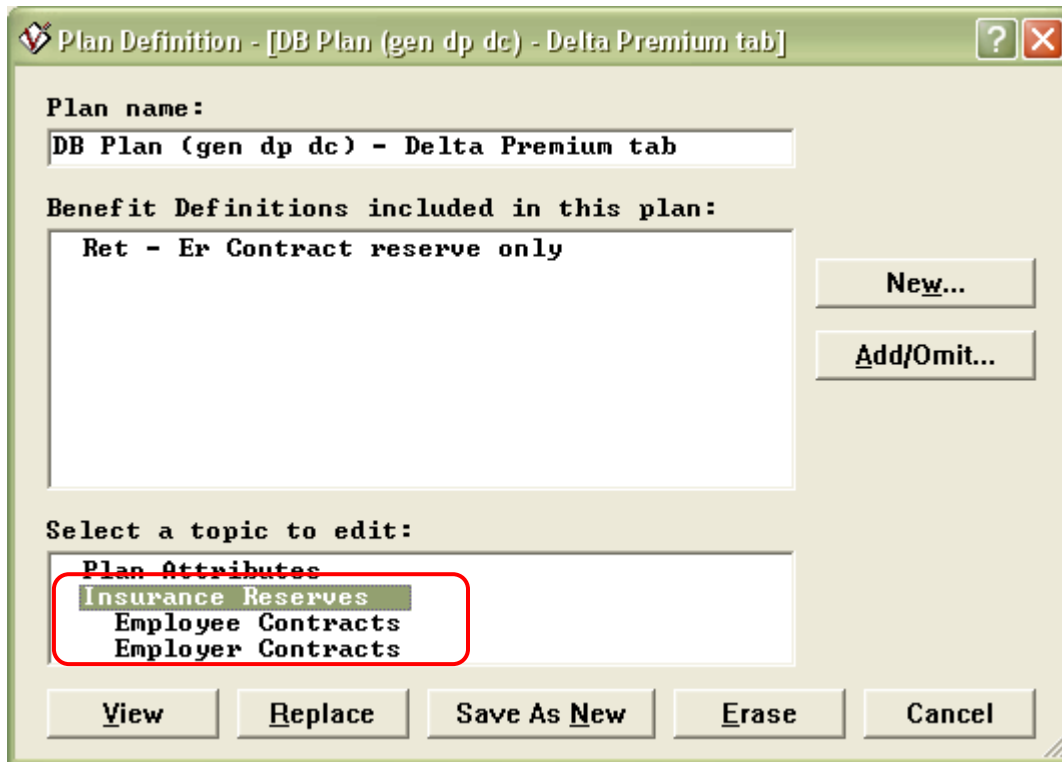 Plan Definition - [DB Plan (gen dp dc) - Delta Premium tab]
Plan name:
DB Plan (gen dp dc) - Delta Premium tab
Benefit Definitions included in this plan:
Ret - Er Contract reserve only
New...
Add/Omit...
Select a topic to edit:
Plan Attributes
Insurance Reserves
Employee Contracts
Employer Contracts
View Replace Save As New Erase Cancel